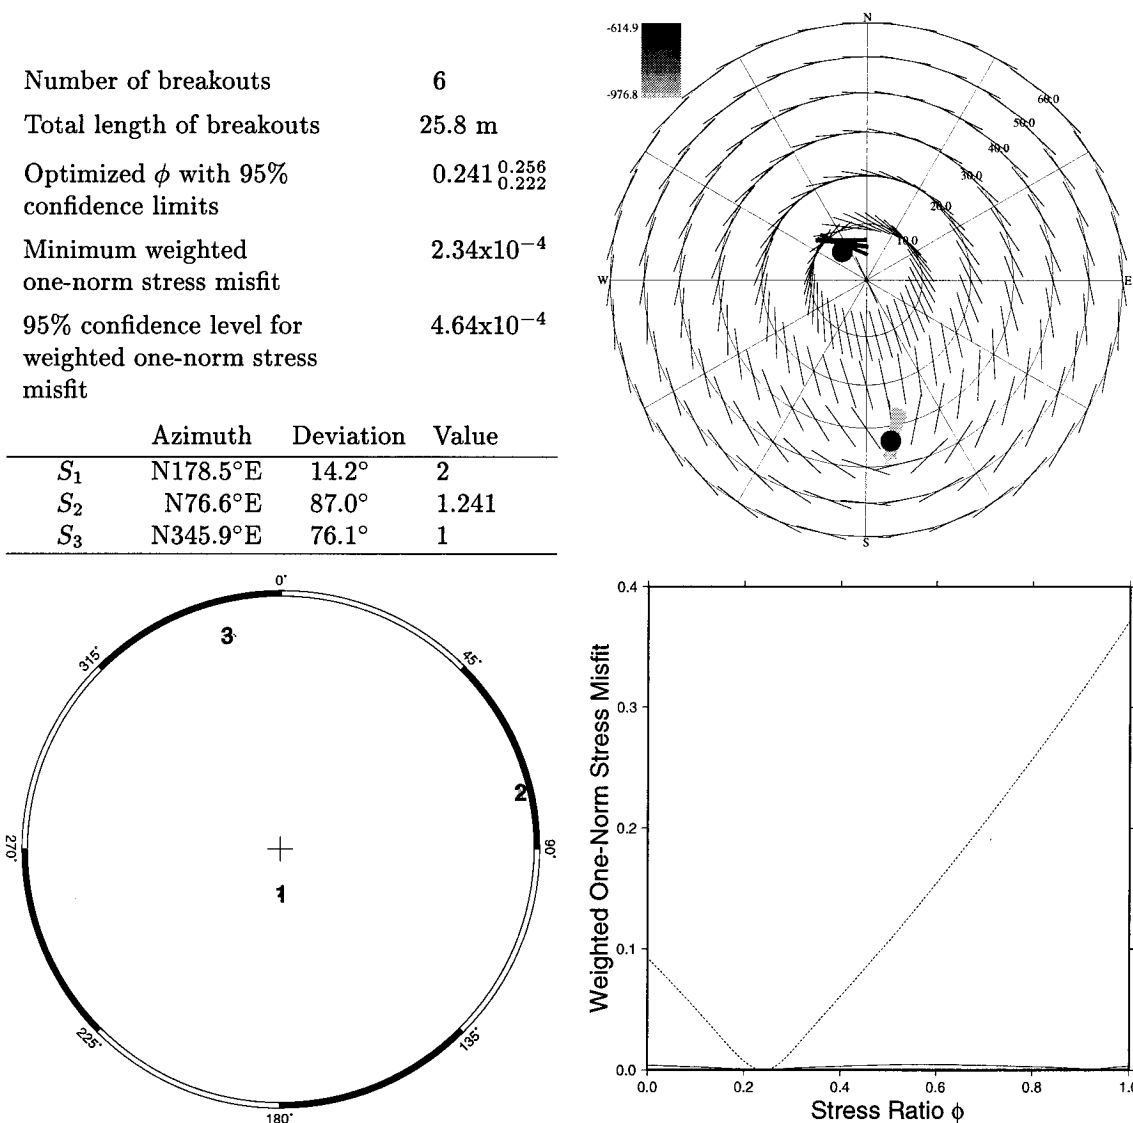 Number of breakouts 6
Total length of breakouts 25.8 m
Optimized ϕ with 95% 0.241 0.256 0.222
confidence limits
Minimum weighted 2.34x10−4
one-norm stress misfit
95% confidence level for 4.64x10−4
weighted one-norm stress
misfit
Azimuth Deviation Value
S1 N178.5°E 14.2° 2
S2 N76.6°E 87.0° 1.241
S3 N345.9°E 76.1° 1
-614.9
-976.8
N
60.0
50.0
40.0
30.0
20.0
10.0
W
E
S
0°
45°
90°
135°
180°
225°
270°
315°
3
2
1
Weighted One-Norm Stress Misfit
0.4
0.3
0.2
0.1
0.0
0.0 0.2 0.4 0.6 0.8 1.0
Stress Ratio ϕ